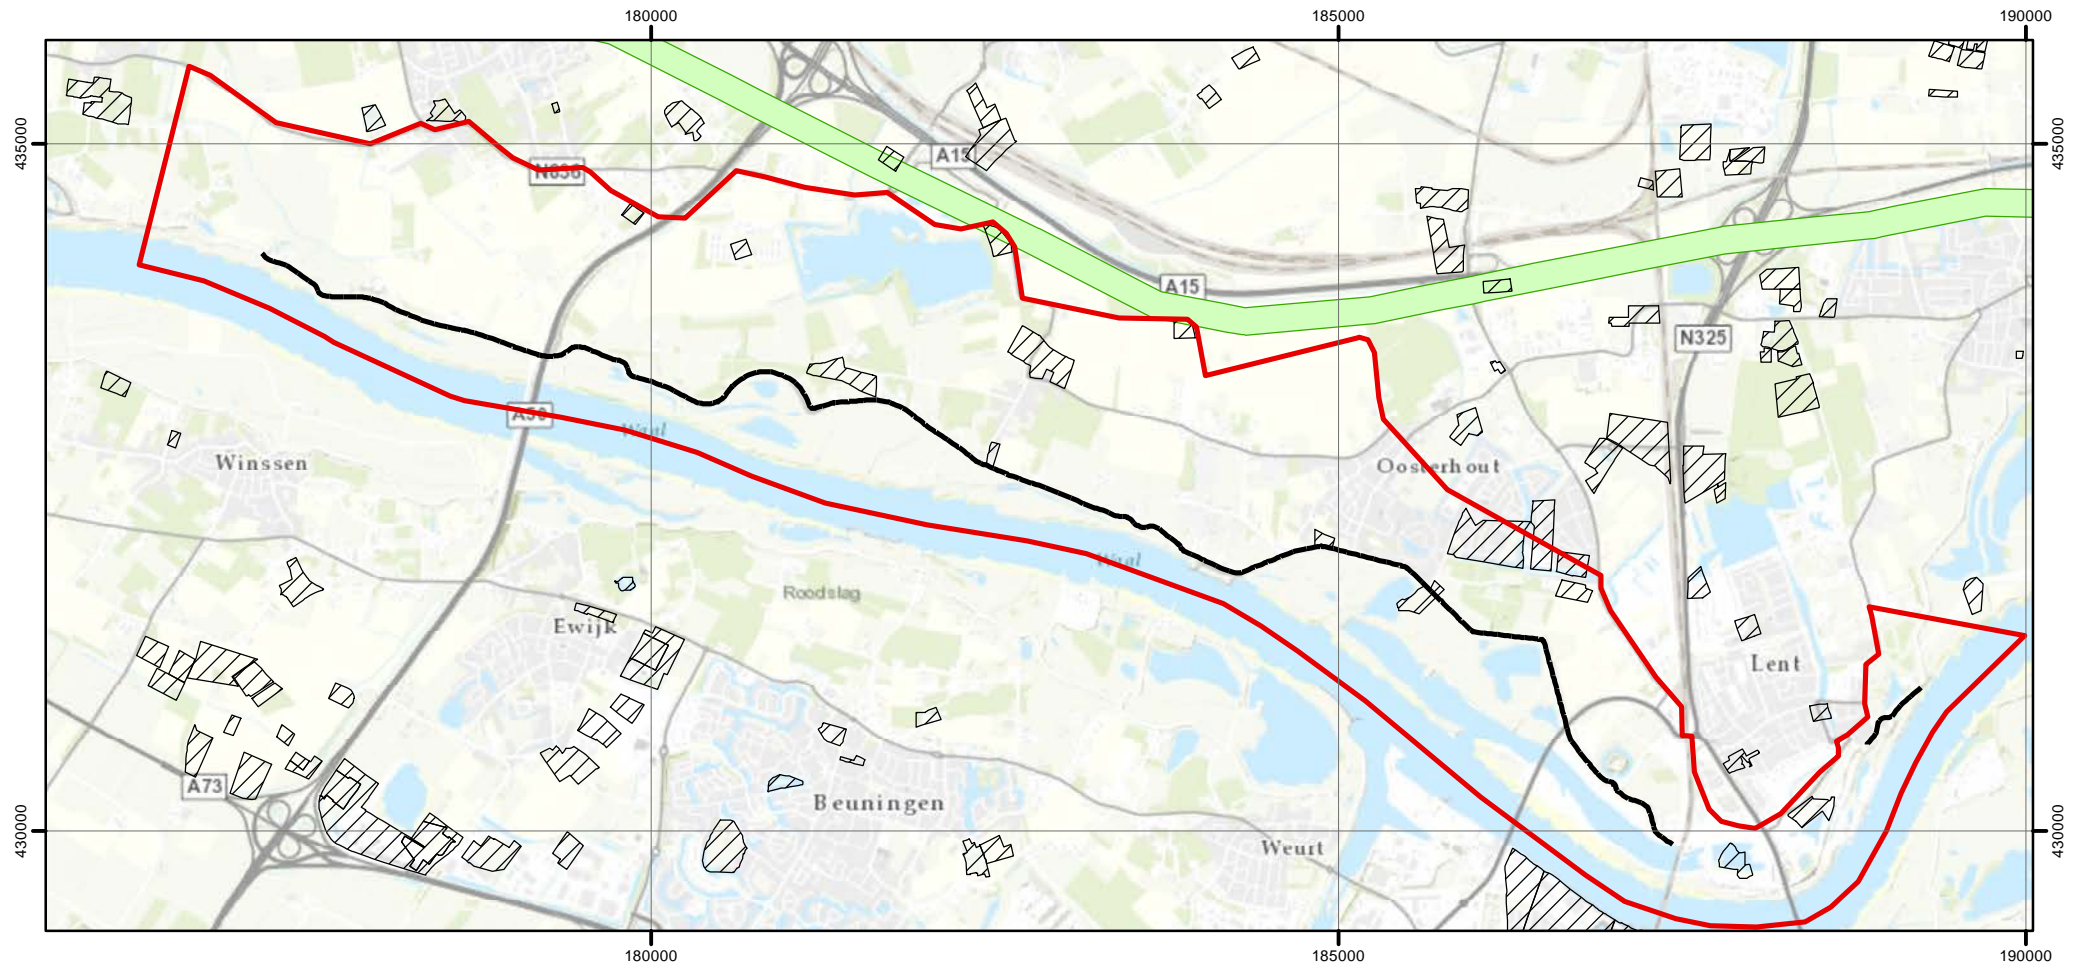 180000
185000
190000
435000
435000
A15
N836
A15
N325
A50
Waal
Winssen
Oosterhout
Waal
Roodslag
Ewijk
Lent
A73
Beuningen
430000
430000
Weurt
180000
185000
190000